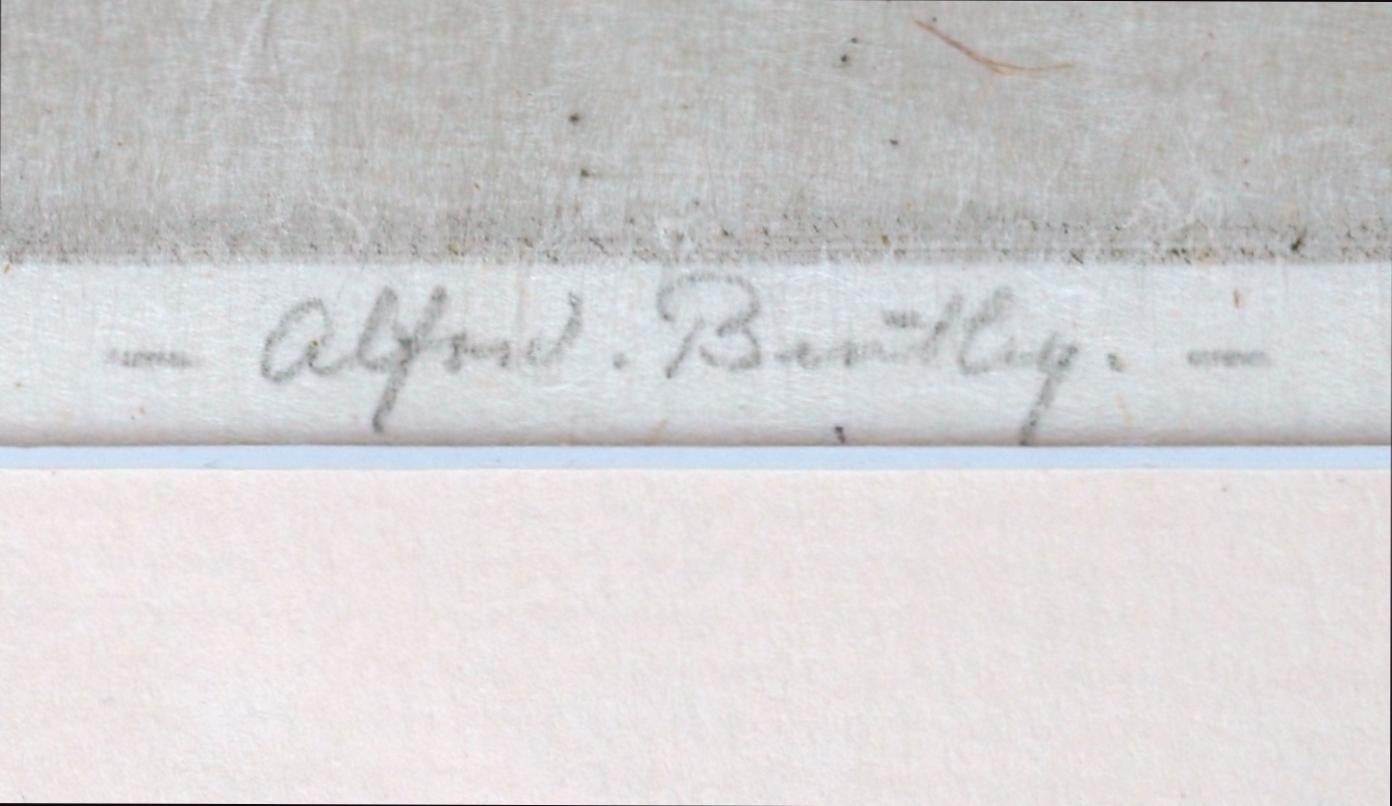 - Alfred. Bentley. -